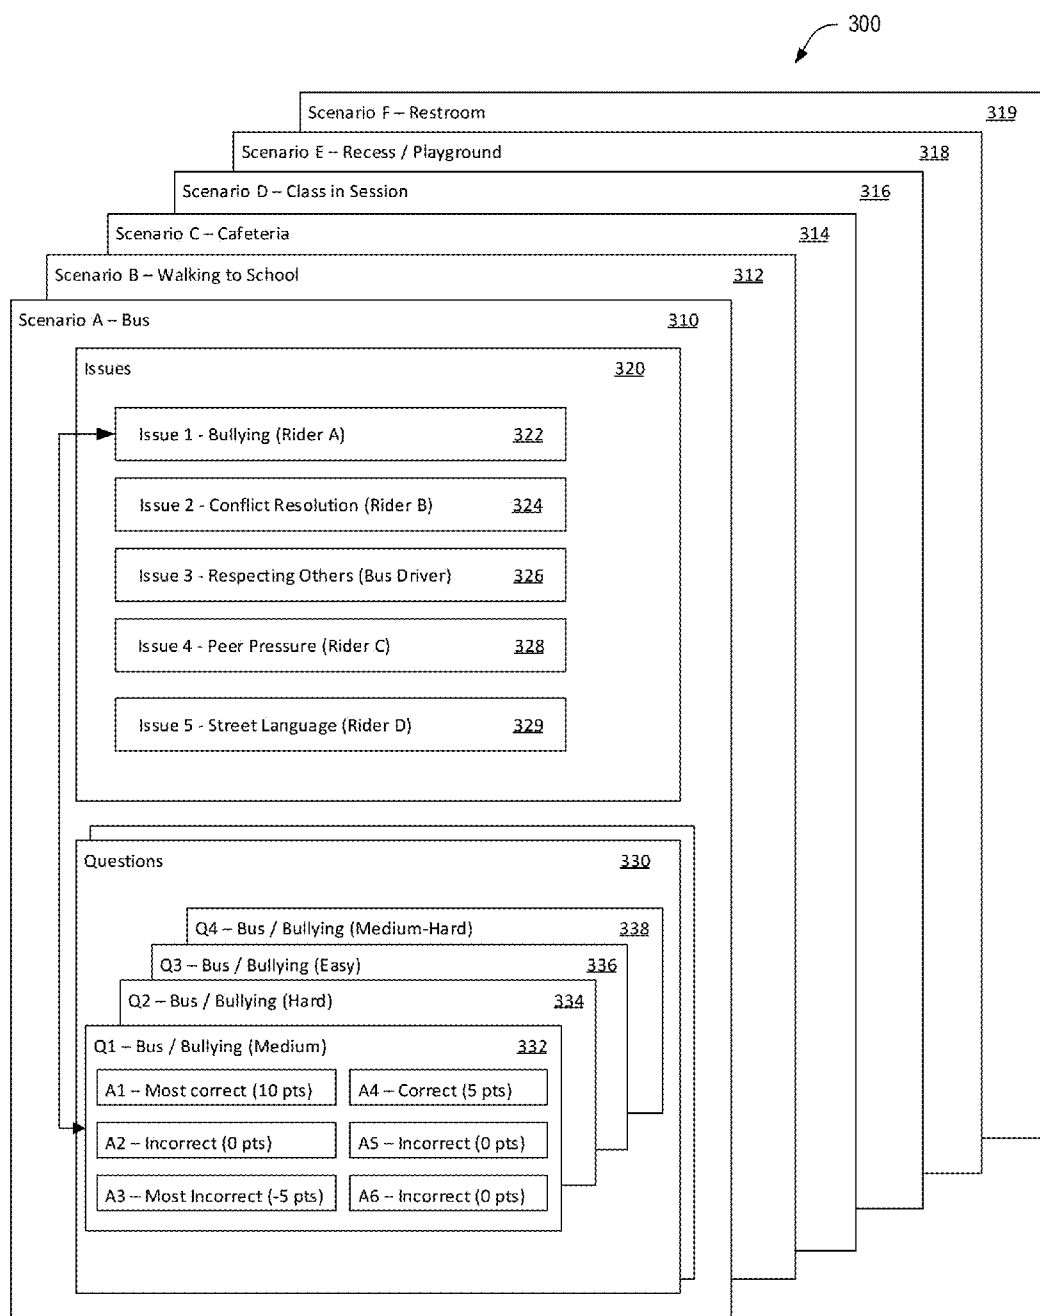 300
Scenario F – Restroom 319
Scenario E – Recess / Playground 318
Scenario D – Class in Session 316
Scenario C – Cafeteria 314
Scenario B – Walking to School 312
Scenario A – Bus 310
Issues 320
Issue 1 - Bullying (Rider A) 322
Issue 2 - Conflict Resolution (Rider B) 324
Issue 3 - Respecting Others (Bus Driver) 326
Issue 4 - Peer Pressure (Rider C) 328
Issue 5 - Street Language (Rider D) 329
Questions 330
Q4 – Bus / Bullying (Medium-Hard) 338
Q3 – Bus / Bullying (Easy) 336
Q2 – Bus / Bullying (Hard) 334
Q1 – Bus / Bullying (Medium) 332
A1 – Most correct (10 pts) A4 – Correct (5 pts)
A2 – Incorrect (0 pts) A5 – Incorrect (0 pts)
A3 – Most Incorrect (-5 pts) A6 – Incorrect (0 pts)